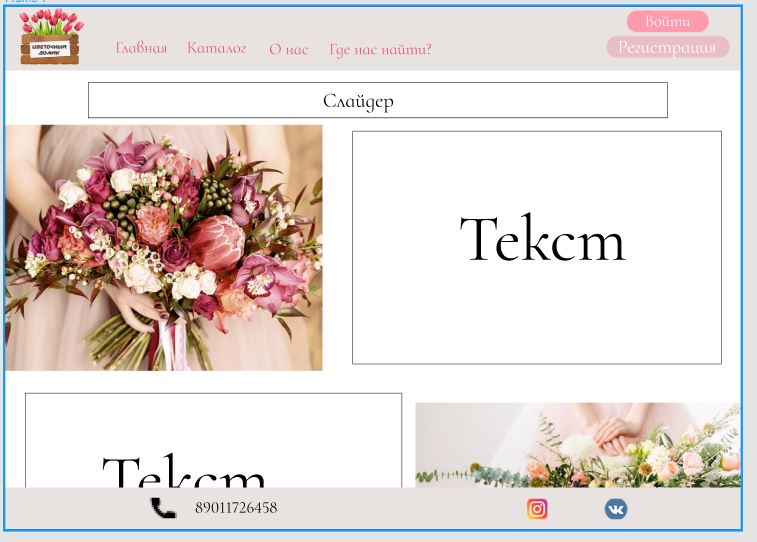 Войти
ЦВЕТОЧНЫЙ
ДОМИК
Главная Каталог О нас Где нас найти?
Регистрация
Слайдер
Текст
Текст
89011726458